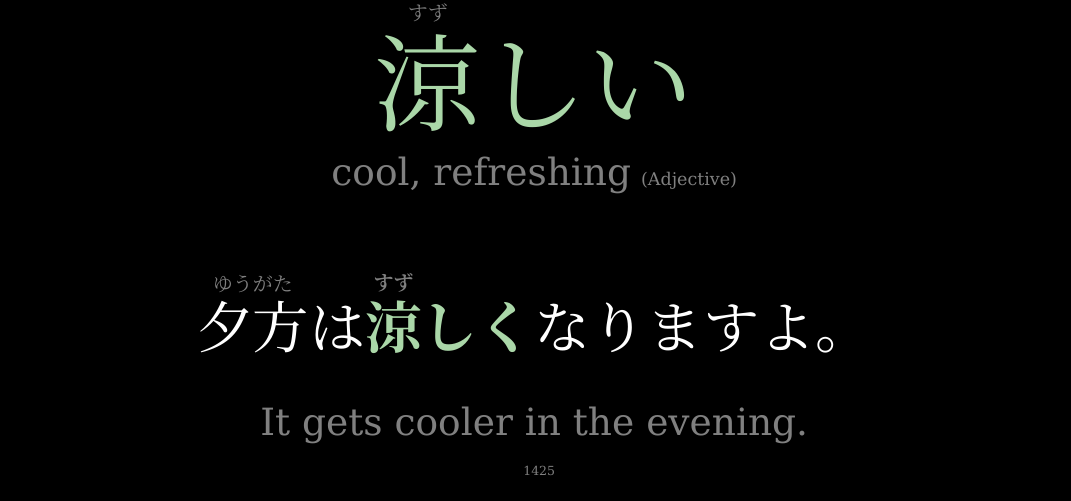 すず
涼しい
cool, refreshing (Adjective)
ゆうがた すず
夕方は涼しくなりますよ。
It gets cooler in the evening.
1425